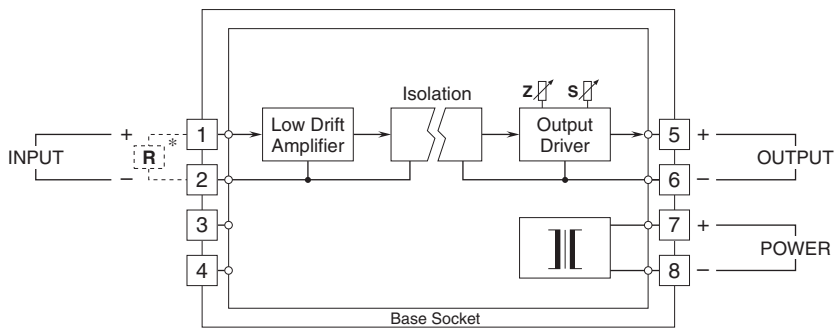 Isolation
Z S
1
Low Drift
Amplifier
Output
Driver
5
+
+
R
*
INPUT
OUTPUT
–
2
6
–
3
7
+
POWER
4
8
–
Base Socket